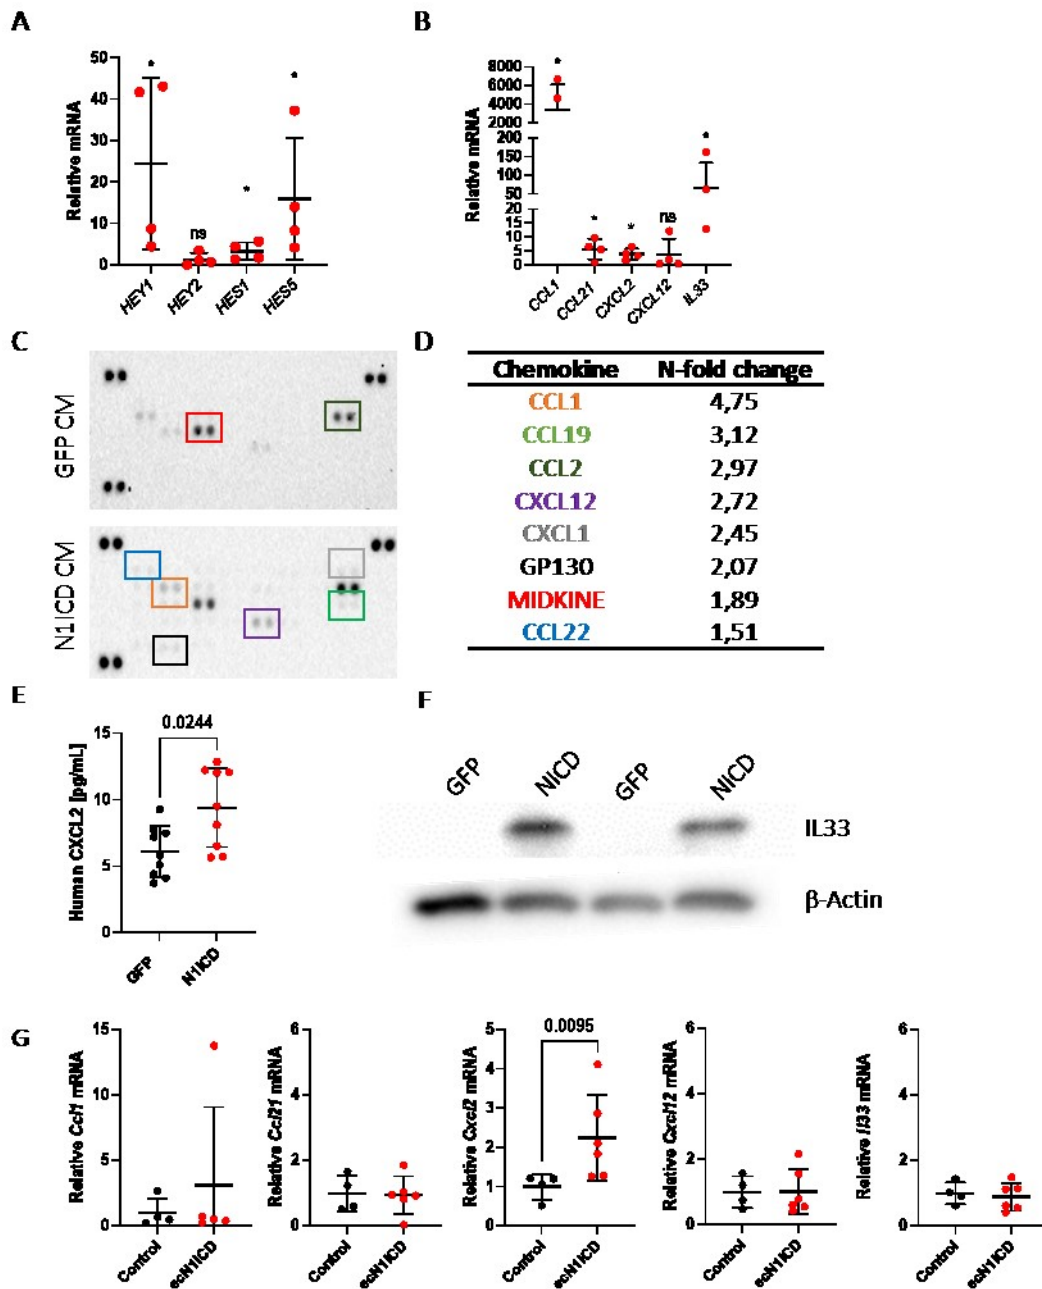 A
B
50
40
30
20
10
0
Relative mRNA
*
ns
*
*
HEY1
HEY2
HES1
HES5
8000
6000
4000
2000
200
150
100
50
20
15
10
5
0
Relative mRNA
*
*
*
ns
*
CCL1
CCL21
CXCL2
CXCL12
IL33
C
D
GFP CM
N1ICD CM
Chemokine N-fold change
CCL1 4,75
CCL19 3,12
CCL2 2,97
CXCL12 2,72
CXCL1 2,45
GP130 2,07
MIDKINE 1,89
CCL22 1,51
E
F
0.0244
15
10
5
0
Human CXCL2 [pg/mL]
GFP
N1ICD
GFP NICD GFP NICD
IL33
β-Actin
G
15
10
5
0
Relative Ccl1 mRNA
Control
ecN1ICD
6
4
2
0
Relative Ccl21 mRNA
Control
ecN1ICD
0.0095
5
4
3
2
1
0
Relative Cxcl2 mRNA
Control
ecN1ICD
6
4
2
0
Relative Cxcl12 mRNA
Control
ecN1ICD
6
4
2
0
Relative Il33 mRNA
Control
ecN1ICD